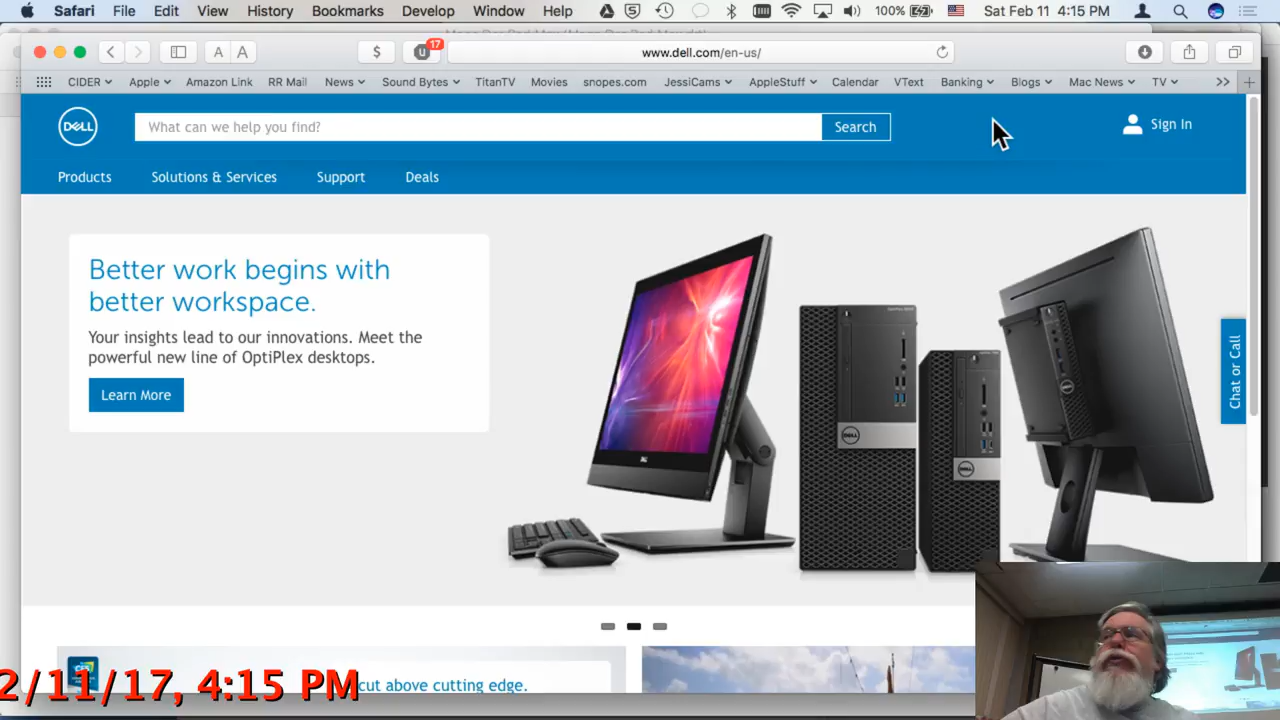 Safari File Edit View History Bookmarks Develop Window Help 100% Sat Feb 11 4:15 PM
A A $ 17 www.dell.com/en-us/
CIDER Apple Amazon Link RR Mail News Sound Bytes TitanTV Movies snopes.com JessiCams AppleStuff Calendar VText Banking Blogs Mac News TV >> +
DELL What can we help you find? Search Sign In
Products Solutions & Services Support Deals
Better work begins with
better workspace.
Your insights lead to our innovations. Meet the
powerful new line of OptiPlex desktops.
Learn More
Chat or Call
DELL
DELL
cut above cutting edge.
2/11/17, 4:15 PM